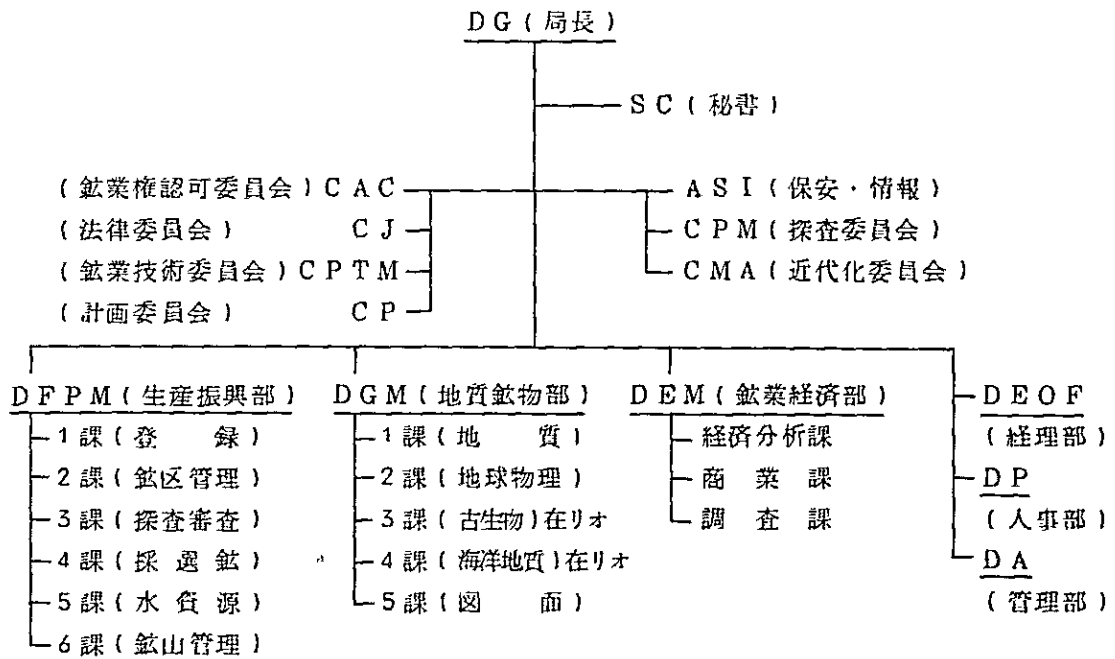 DG(局長)
SC(秘書)
(鉱業権認可委員会)CAC
(法律委員会) CJ
(鉱業技術委員会)CPTM
(計画委員会) CP
ASI(保安・情報)
CPM(探査委員会)
CMA(近代化委員会)
DFPM(生産振興部)
1課(登 録)
2課(鉱区管理)
3課(探査審査)
4課(採選鉱)
5課(水資源)
6課(鉱山管理)
DGM(地質鉱物部)
1課(地 質)
2課(地球物理)
3課(古生物)在リオ
4課(海洋地質)在リオ
5課(図 面)
DEM(鉱業経済部)
経済分析課
商業課
調査課
DEOF
(経理部)
DP
(人事部)
DA
(管理部)